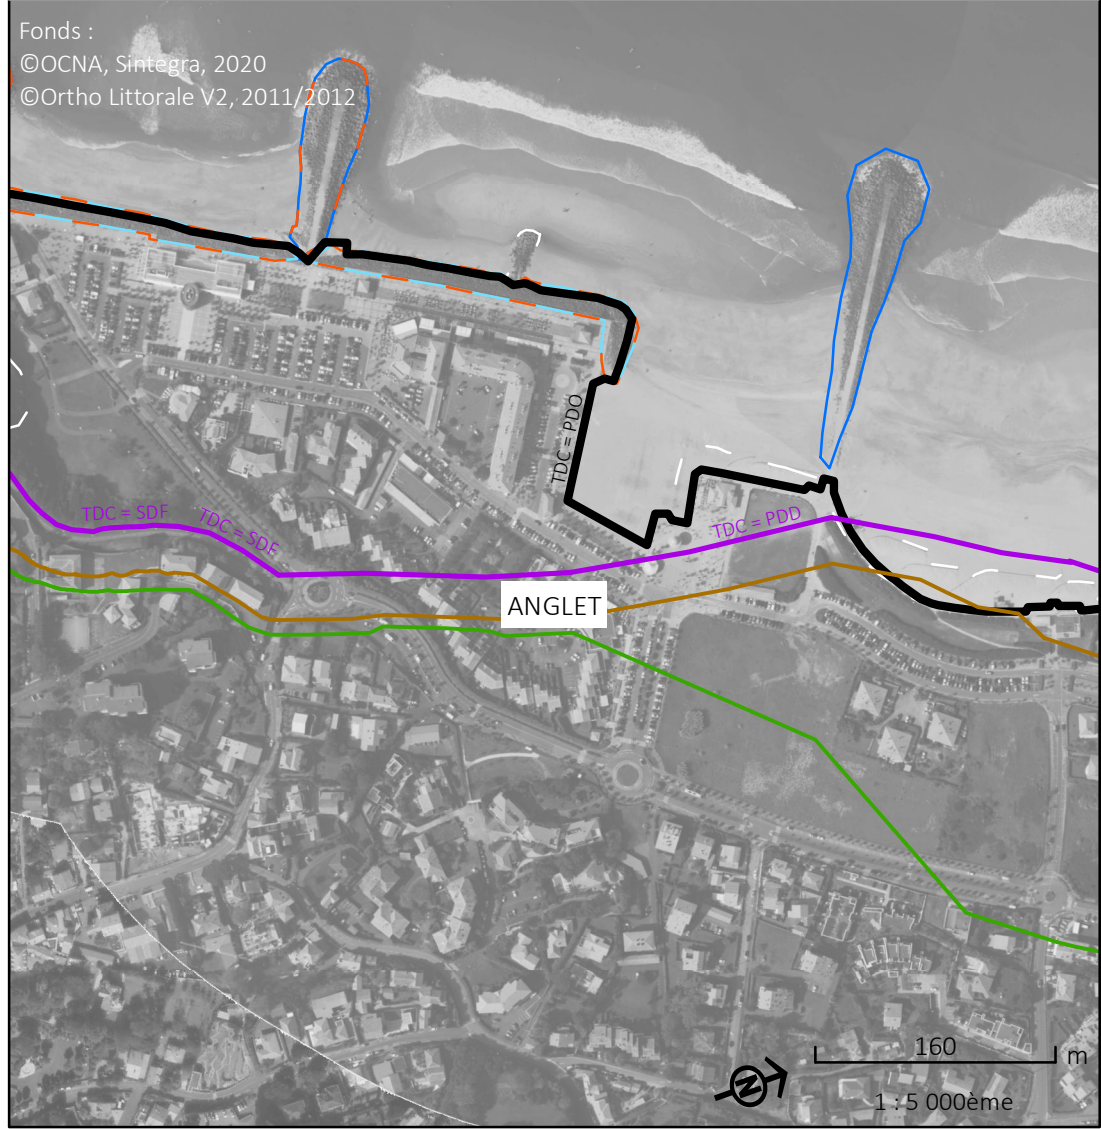 Fonds :
©OCNA, Sintegra, 2020
©Ortho Littorale V2, 2011/2012
TDC = PDO
TDC = SDF
TDC = SDF
TDC = PDD
ANGLET
160
m
N
1 : 5 000ème